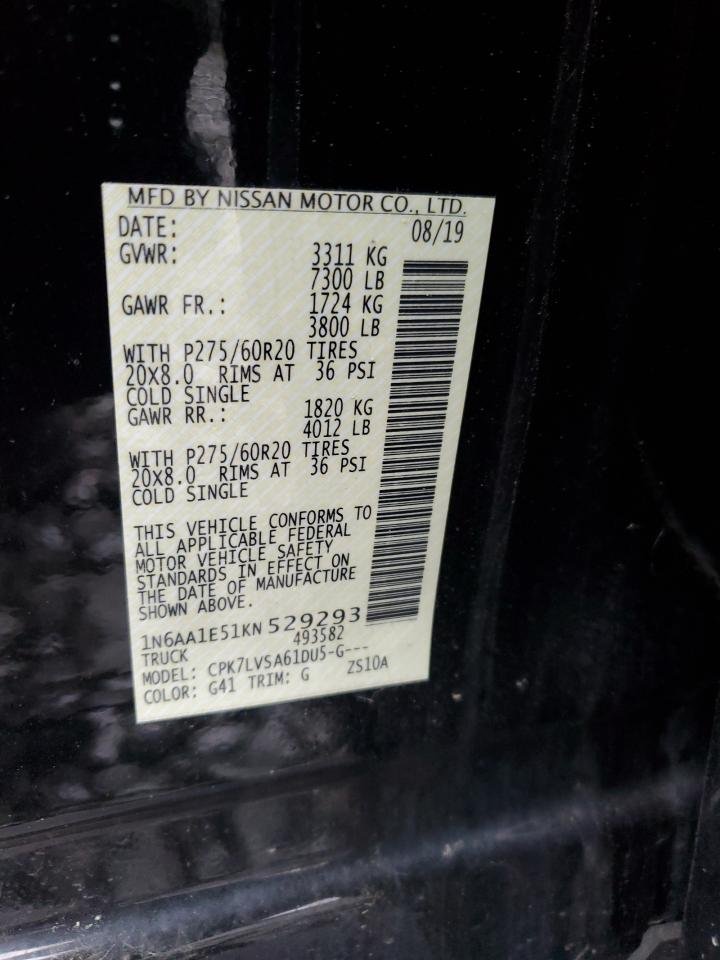 MFD BY NISSAN MOTOR CO., LTD.
DATE: 08/19
GVWR: 3311 KG
7300 LB
GAWR FR.: 1724 KG
3800 LB
WITH P275/60R20 TIRES
20X8.0 RIMS AT 36 PSI
COLD SINGLE
GAWR RR.: 1820 KG
4012 LB
WITH P275/60R20 TIRES
20X8.0 RIMS AT 36 PSI
COLD SINGLE
THIS VEHICLE CONFORMS TO
ALL APPLICABLE FEDERAL
MOTOR VEHICLE SAFETY
STANDARDS IN EFFECT ON
THE DATE OF MANUFACTURE
SHOWN ABOVE.
1N6AA1E51KN529293
TRUCK 493582
MODEL: CPK7LVSA61DU5-G---
COLOR: G41 TRIM: G ZS10A